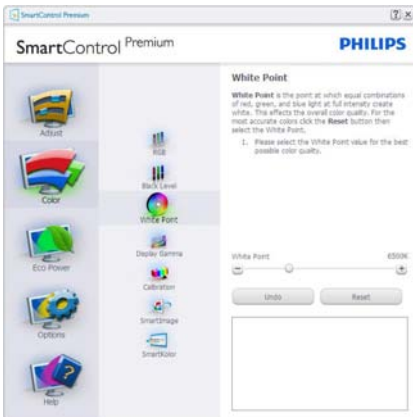 SmartControl Premium
SmartControl Premium
PHILIPS
Adjust
Color
Eco Power
Options
Help
RGB
Black Level
White Point
Display Gamma
Calibration
SmartImage
SmartKolor
White Point
White Point is the point at which equal combinations
of red, green, and blue light at full intensity create
white. This effects the overall color quality. For the
most accurate colors click the Reset button then
select the White Point.
1. Please select the White Point value for the best
possible color quality.
White Point 6500K
Undo Reset